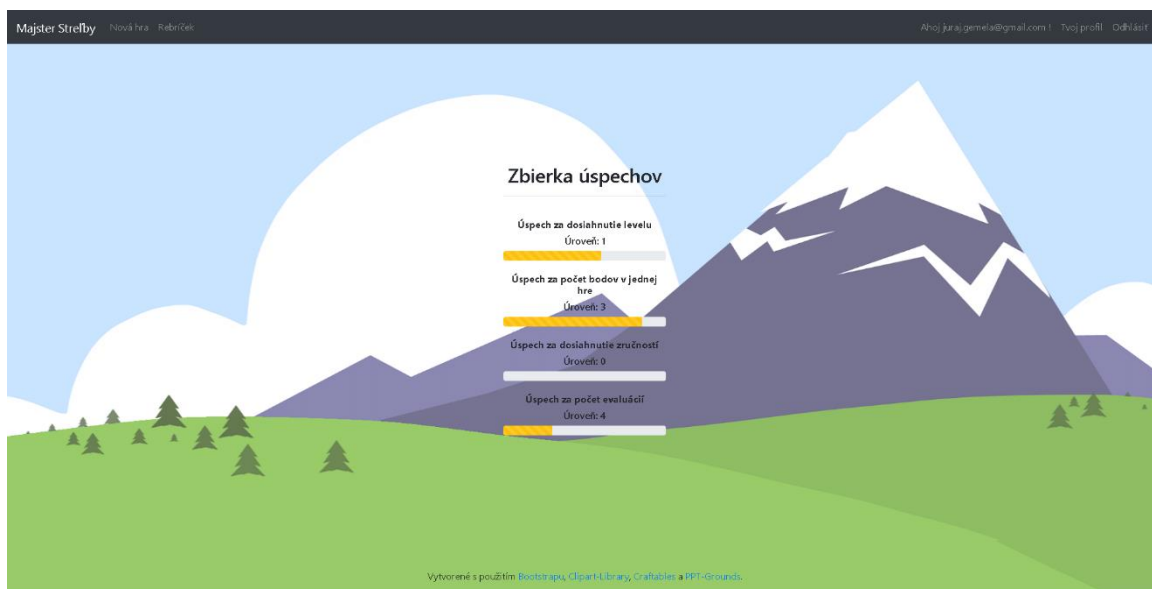 Majster Streľby Nová hra Rebríček Ahoj juraj.gemela@gmail.com ! Tvoj profil Odhlásiť
Zbierka úspechov
Úspech za dosiahnutie levelu
Úroveň: 1
Úspech za počet bodov v jednej
hre
Úroveň: 3
Úspech za dosiahnutie zručností
Úroveň: 0
Úspech za počet evaluácií
Úroveň: 4
Vytvorené s použitím Bootstrapu, Clipart-Library, Craftables a PPT-Grounds.